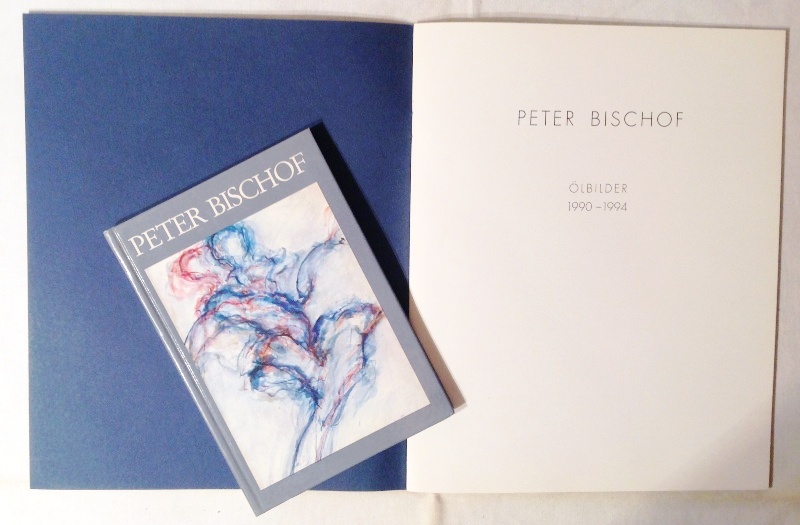 PETER BISCHOF
PETER BISCHOF
ÖLBILDER
1990–1994